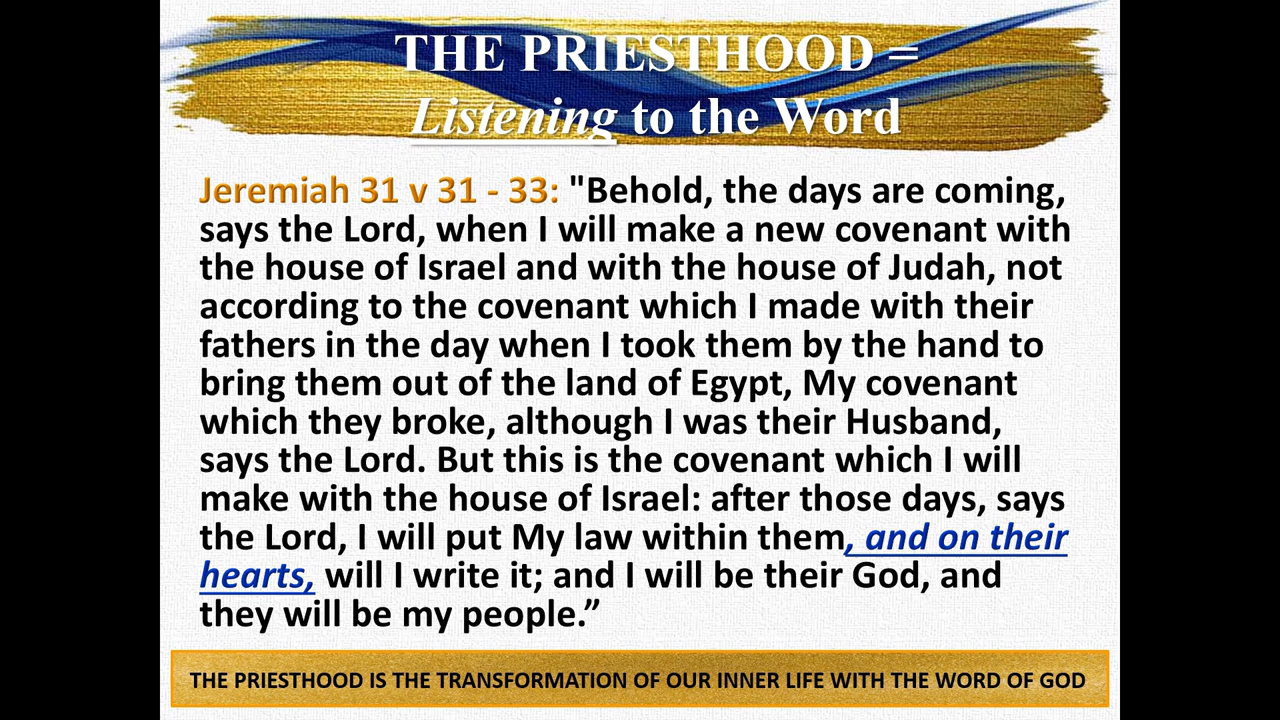 THE PRIESTHOOD =
Listening to the Word
Jeremiah 31 v 31 - 33: "Behold, the days are coming,
says the Lord, when I will make a new covenant with
the house of Israel and with the house of Judah, not
according to the covenant which I made with their
fathers in the day when I took them by the hand to
bring them out of the land of Egypt, My covenant
which they broke, although I was their Husband,
says the Lord. But this is the covenant which I will
make with the house of Israel: after those days, says
the Lord, I will put My law within them, and on their
hearts, will I write it; and I will be their God, and
they will be my people.”
THE PRIESTHOOD IS THE TRANSFORMATION OF OUR INNER LIFE WITH THE WORD OF GOD